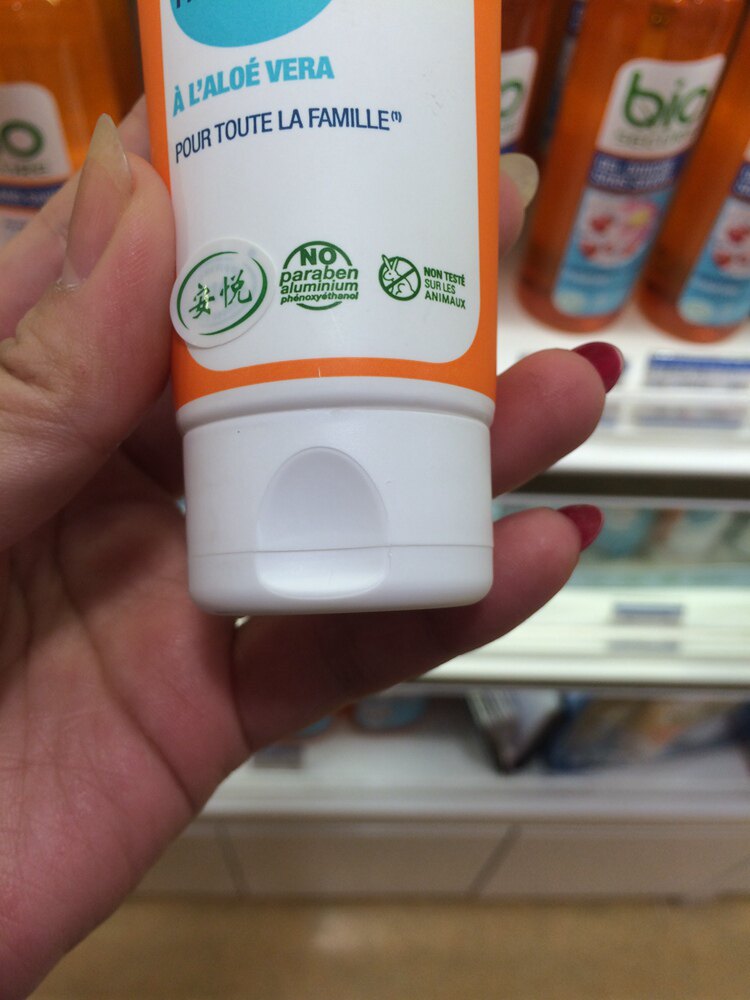 À L'ALOÉ VERA
POUR TOUTE LA FAMILLE(1)
安悦
NO
paraben
aluminium
phénoxyéthanol
NON TESTÉ
SUR LES
ANIMAUX
bio